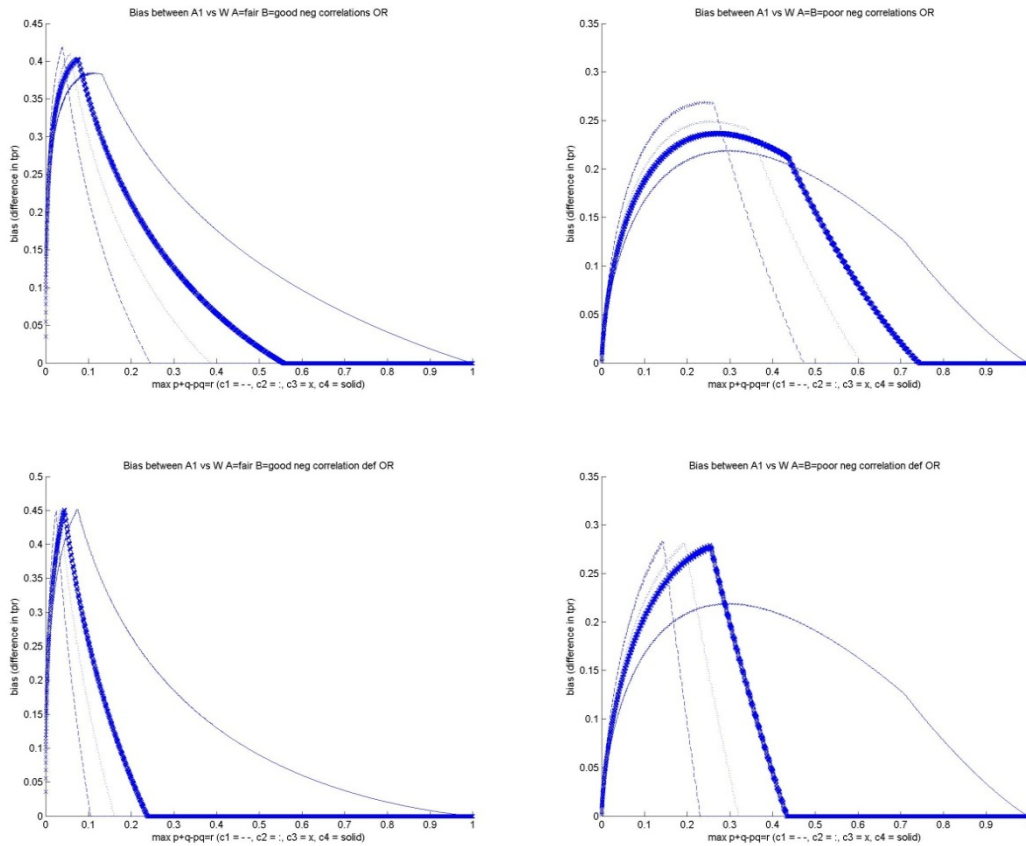 Bias between A1 vs W A=fair B=good neg correlations OR
0.45
0.4
0.35
0.3
0.25
0.2
0.15
0.1
0.05
0
bias (difference in tpr)
0 0.1 0.2 0.3 0.4 0.5 0.6 0.7 0.8 0.9 1
max p+q-pq=r (c1 = - -, c2 = :, c3 = x, c4 = solid)
Bias between A1 vs W A=B=poor neg correlations OR
0.35
0.3
0.25
0.2
0.15
0.1
0.05
0
bias (difference in tpr)
0 0.1 0.2 0.3 0.4 0.5 0.6 0.7 0.8 0.9
max p+q-pq=r (c1 = - -, c2 = :, c3 = x, c4 = solid)
Bias between A1 vs W A=fair B=good neg correlation def OR
0.5
0.45
0.4
0.35
0.3
0.25
0.2
0.15
0.1
0.05
0
bias (difference in tpr)
0 0.1 0.2 0.3 0.4 0.5 0.6 0.7 0.8 0.9 1
max p+q-pq=r (c1 = - -, c2 = :, c3 = x, c4 = solid)
Bias between A1 vs W A=B=poor neg correlation def OR
0.35
0.3
0.25
0.2
0.15
0.1
0.05
0
bias (difference in tpr)
0 0.1 0.2 0.3 0.4 0.5 0.6 0.7 0.8 0.9
max p+q-pq=r (c1 = - -, c2 = :, c3 = x, c4 = solid)